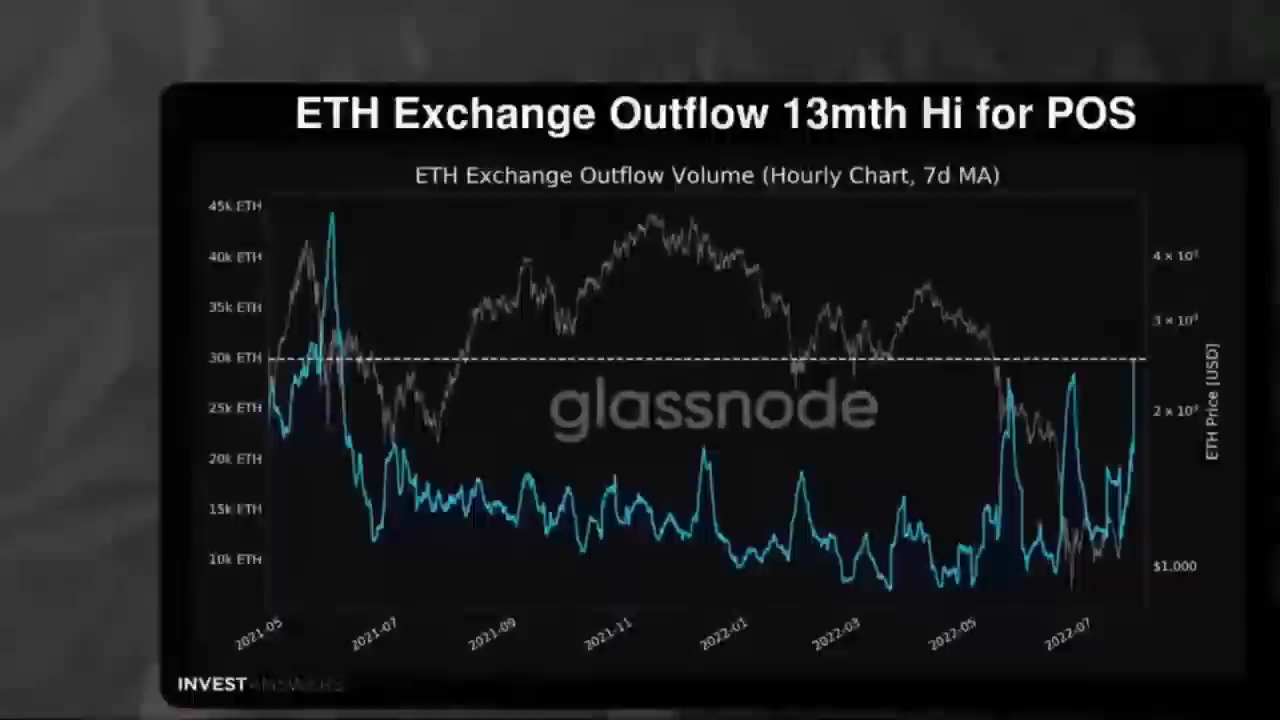 ETH Exchange Outflow 13mth Hi for POS
ETH Exchange Outflow Volume (Hourly Chart, 7d MA)
45k ETH
40k ETH
35k ETH
30k ETH
25k ETH
20k ETH
15k ETH
10k ETH
4 × 10³
3 × 10³
2 × 10³
$1,000
ETH Price [USD]
glassnode
2021-05
2021-07
2021-09
2021-11
2022-01
2022-03
2022-05
2022-07
INVESTANSWERS